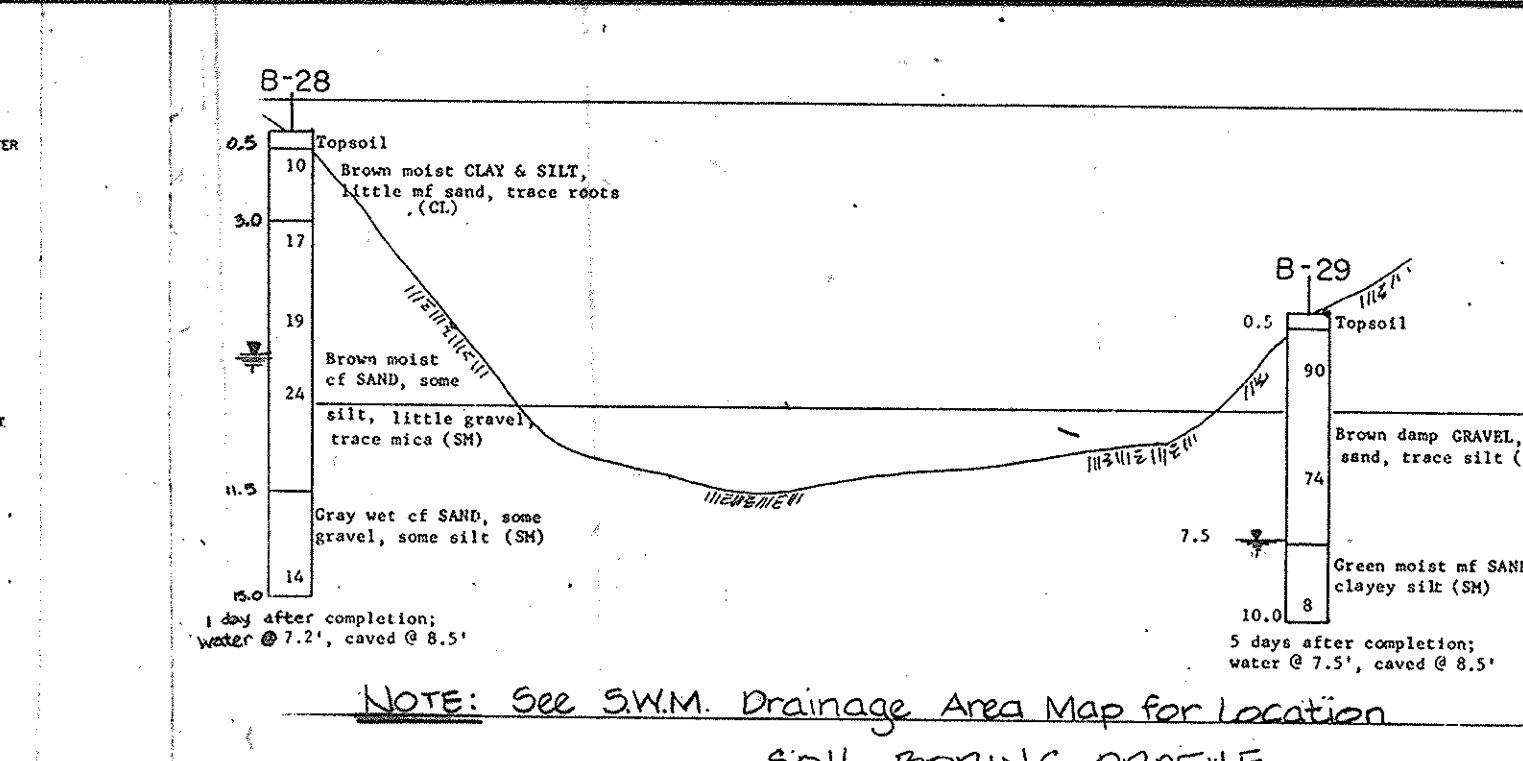 B-28
0.5 Topsoil
10 Brown moist CLAY & SILT,
little mf sand, trace roots
(CL)
3.0
17
19
Brown moist
cf SAND, some
24
silt, little gravel,
trace mica (SM)
11.5
Gray wet cf SAND, some
gravel, some silt (SM)
14
15.0
1 day after completion;
water @ 7.2', caved @ 8.5'
B-29
0.5 Topsoil
90
Brown damp GRAVEL,
sand, trace silt (
74
7.5
Green moist mf SAND
clayey silt (SM)
8
10.0
5 days after completion;
water @ 7.5', caved @ 8.5'
NOTE: See S.W.M. Drainage Area Map for Location
SOIL BORING PROFILE
ER